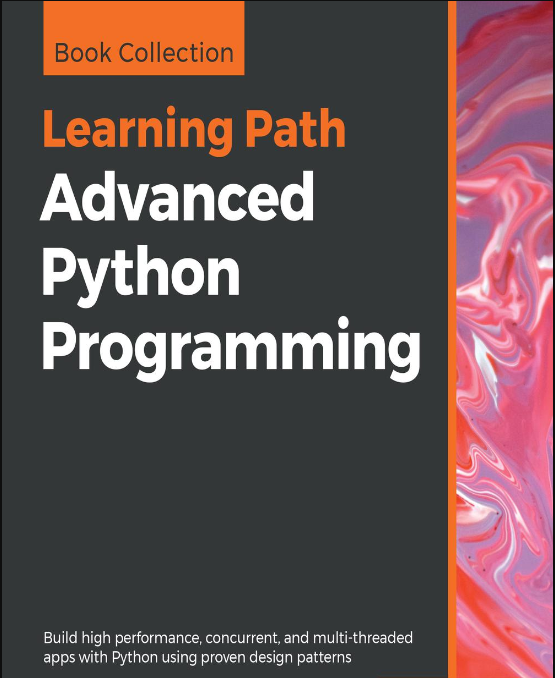 Book Collection
Learning Path
Advanced
Python
Programming
Build high performance, concurrent, and multi-threaded
apps with Python using proven design patterns